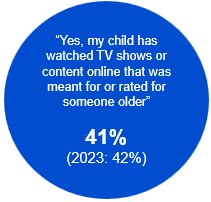 “Yes, my child has
watched TV shows or
content online that was
meant for or rated for
someone older”
41%
(2023: 42%)